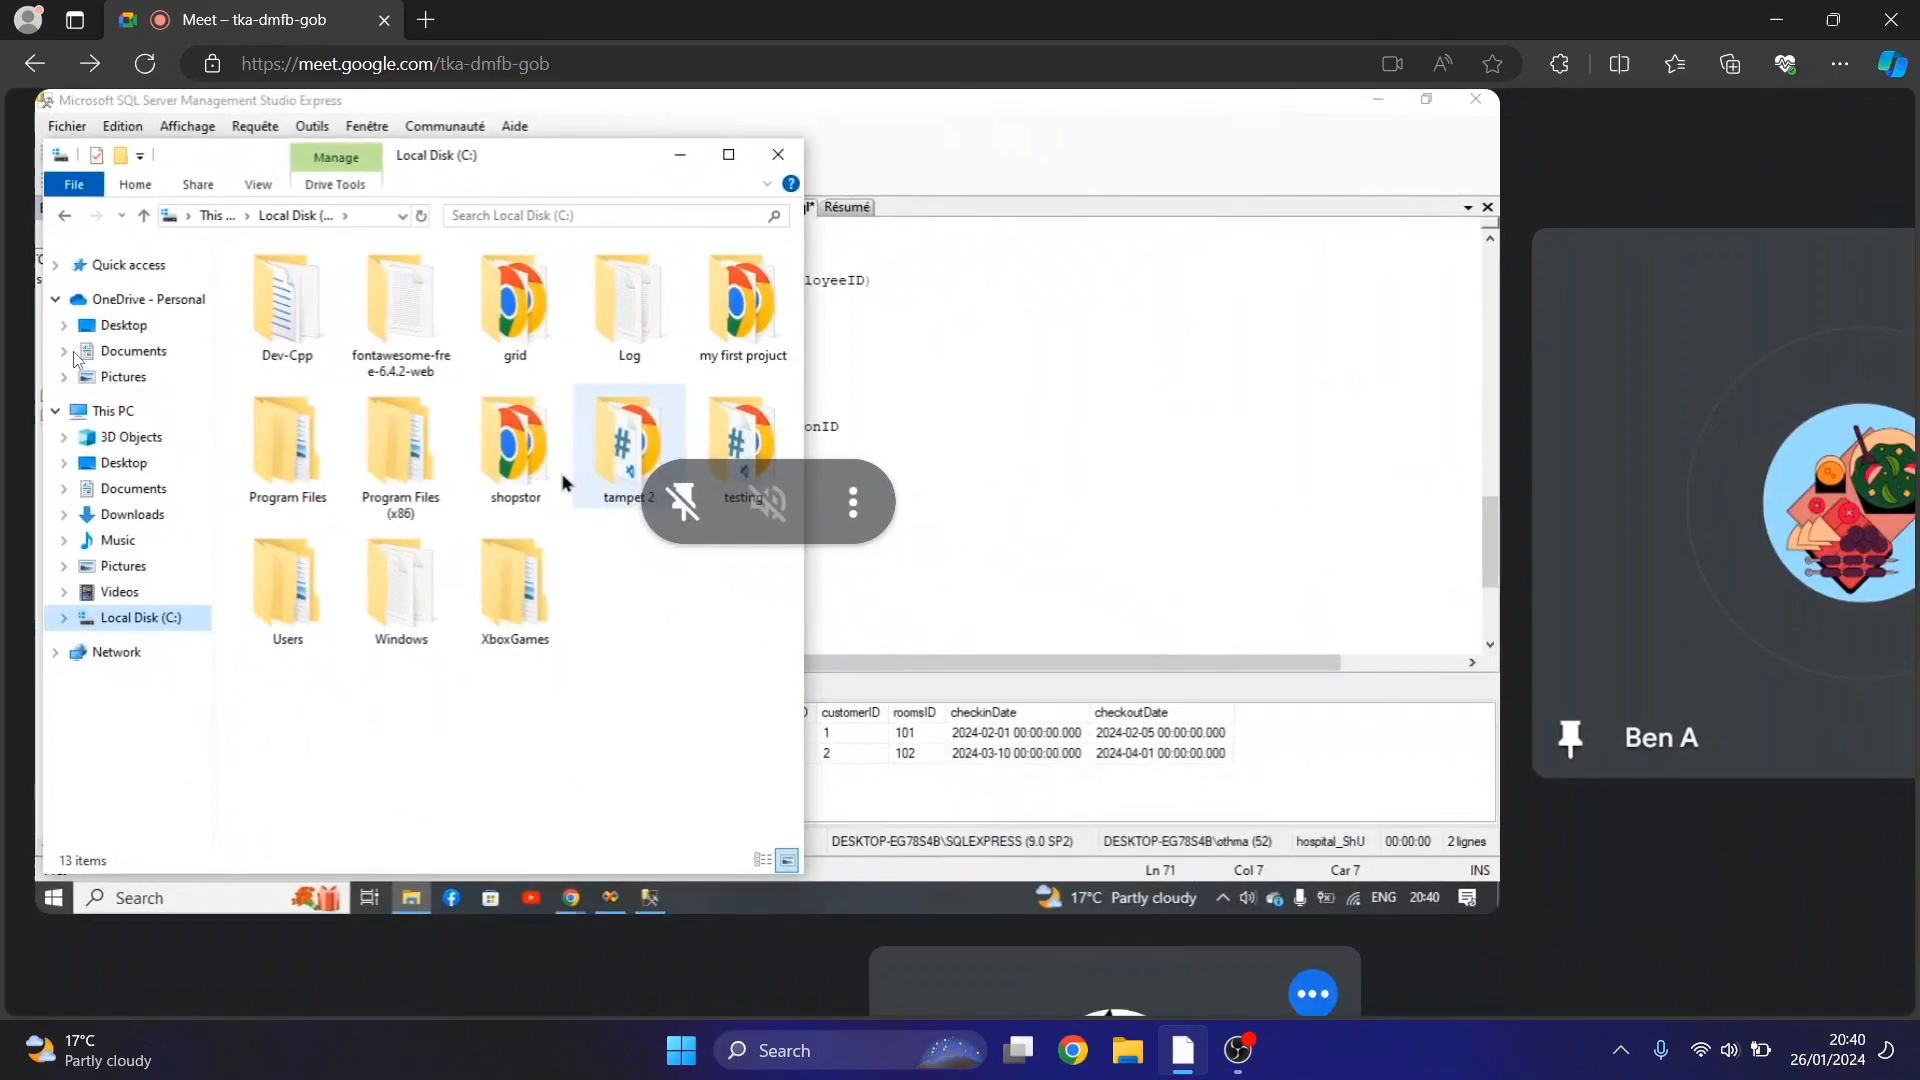 Meet – tka-dmfb-gob
https://meet.google.com/tka-dmfb-gob
Microsoft SQL Server Management Studio Express
Fichier Edition Affichage Requête Outils Fenêtre Communauté Aide
Manage Local Disk (C:)
File Home Share View Drive Tools
This ... Local Disk (... Search Local Disk (C:)
Résumé
Quick access
OneDrive - Personal
Desktop
Documents
Pictures
This PC
3D Objects
Desktop
Documents
Downloads
Music
Pictures
Videos
Local Disk (C:)
Network
Dev-Cpp
fontawesome-fre
e-6.4.2-web
grid
Log
my first projuct
Program Files
Program Files
(x86)
shopstor
tampet 2
testing
Users
Windows
XboxGames
13 items
loyeeID)
onID
customerID roomsID checkinDate checkoutDate
1 101 2024-02-01 00:00:00.000 2024-02-05 00:00:00.000
2 102 2024-03-10 00:00:00.000 2024-04-01 00:00:00.000
DESKTOP-EG78S4B\SQLEXPRESS (9.0 SP2) DESKTOP-EG78S4B\othma (52) hospital_ShU 00:00:00 2 lignes
Ln 71 Col 7 Car 7 INS
Search 17°C Partly cloudy ENG 20:40
Ben A
17°C
Partly cloudy
Search
20:40
26/01/2024